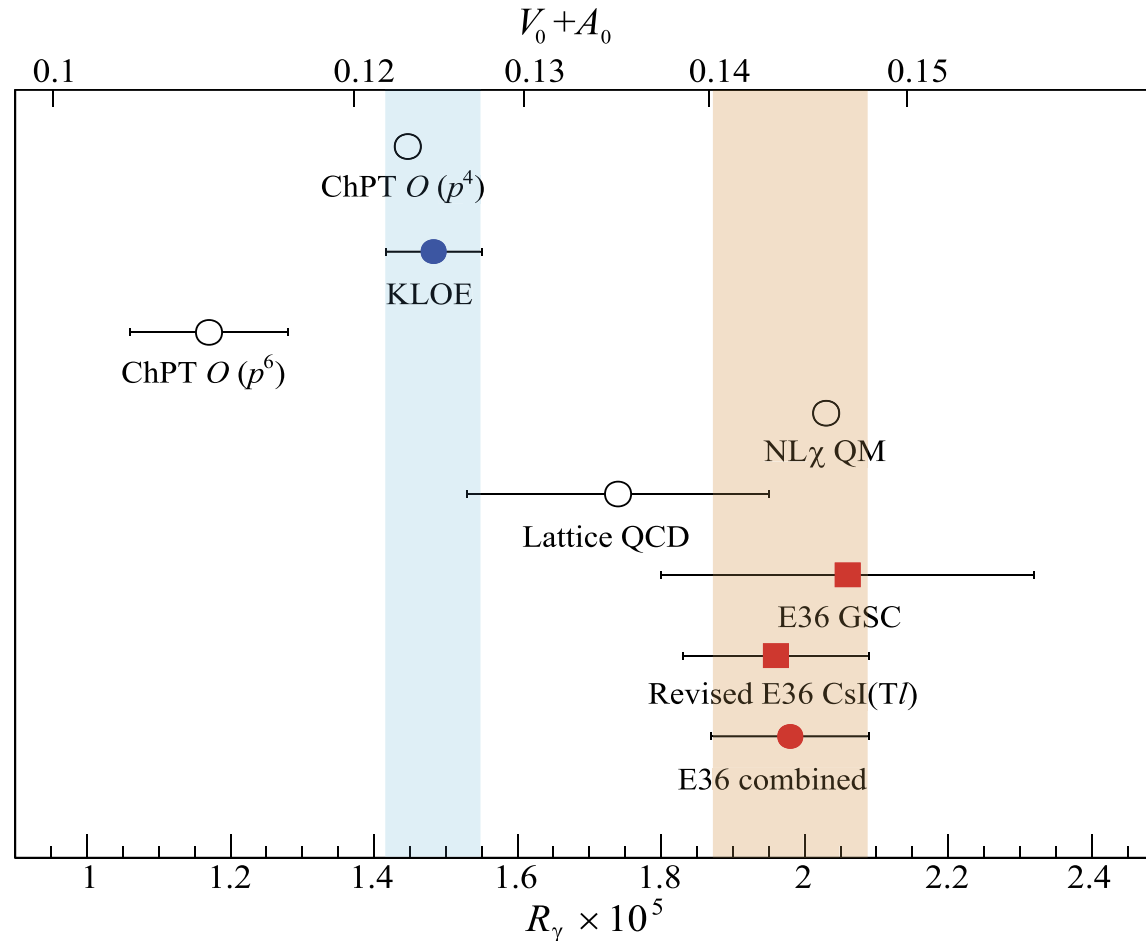 V₀+A₀
0.1 0.12 0.13 0.14 0.15
ChPT O (p⁴)
KLOE
ChPT O (p⁶)
NLχ QM
Lattice QCD
E36 GSC
Revised E36 CsI(Tl)
E36 combined
1 1.2 1.4 1.6 1.8 2 2.2 2.4
Rᵧ × 10⁵